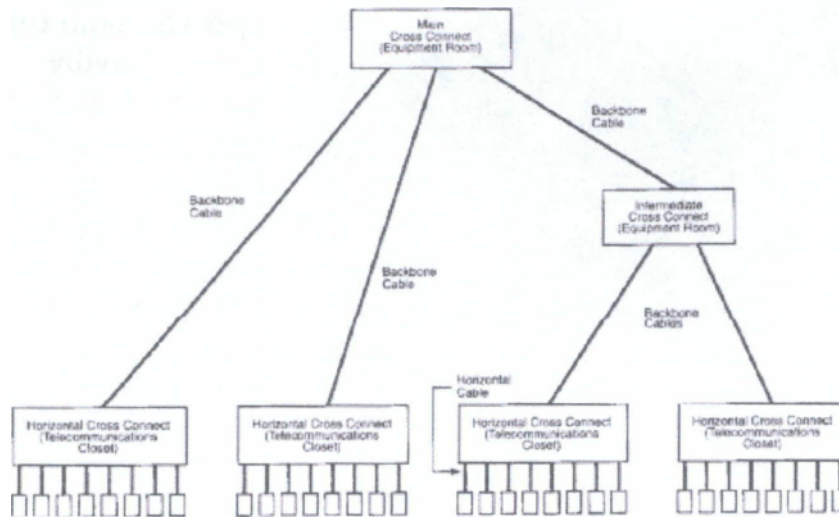 Main
Cross Connect
(Equipment Room)
Backbone
Cable
Backbone
Cable
Intermediate
Cross Connect
(Equipment Room)
Backbone
Cable
Backbone
Cables
Horizontal
Cable
Horizontal Cross Connect
(Telecommunications
Closet)
Horizontal Cross Connect
(Telecommunications
Closet)
Horizontal Cross Connect
(Telecommunications
Closet)
Horizontal Cross Connect
(Telecommunications
Closet)